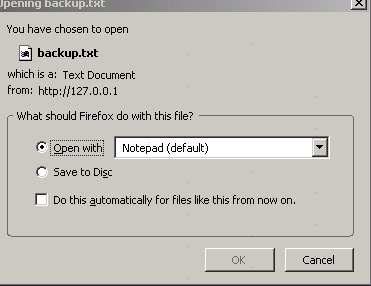 Opening backup.txt
You have chosen to open
backup.txt
which is a: Text Document
from: http://127.0.0.1
What should Firefox do with this file?
Open with Notepad (default)
Save to Disc
Do this automatically for files like this from now on.
OK Cancel